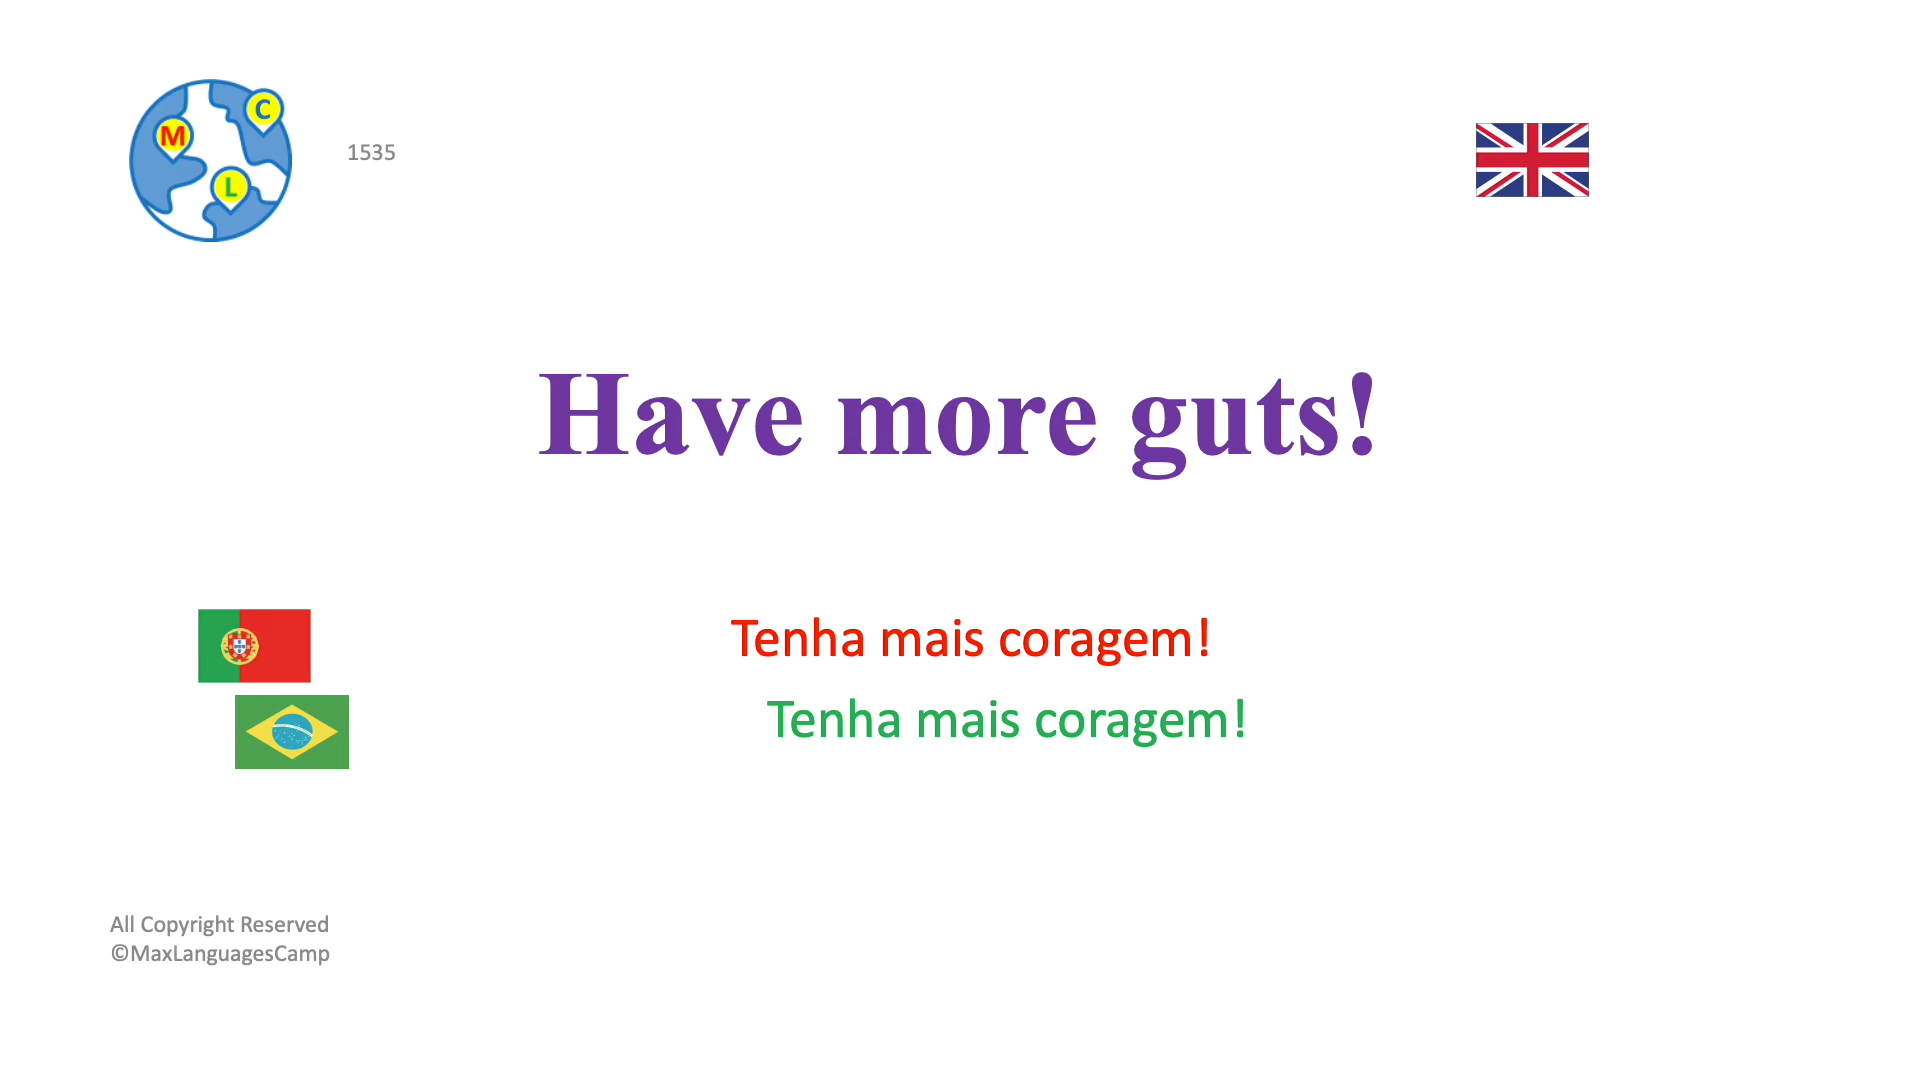 M
C
L
1535
Have more guts!
Tenha mais coragem!
Tenha mais coragem!
All Copyright Reserved
©MaxLanguagesCamp